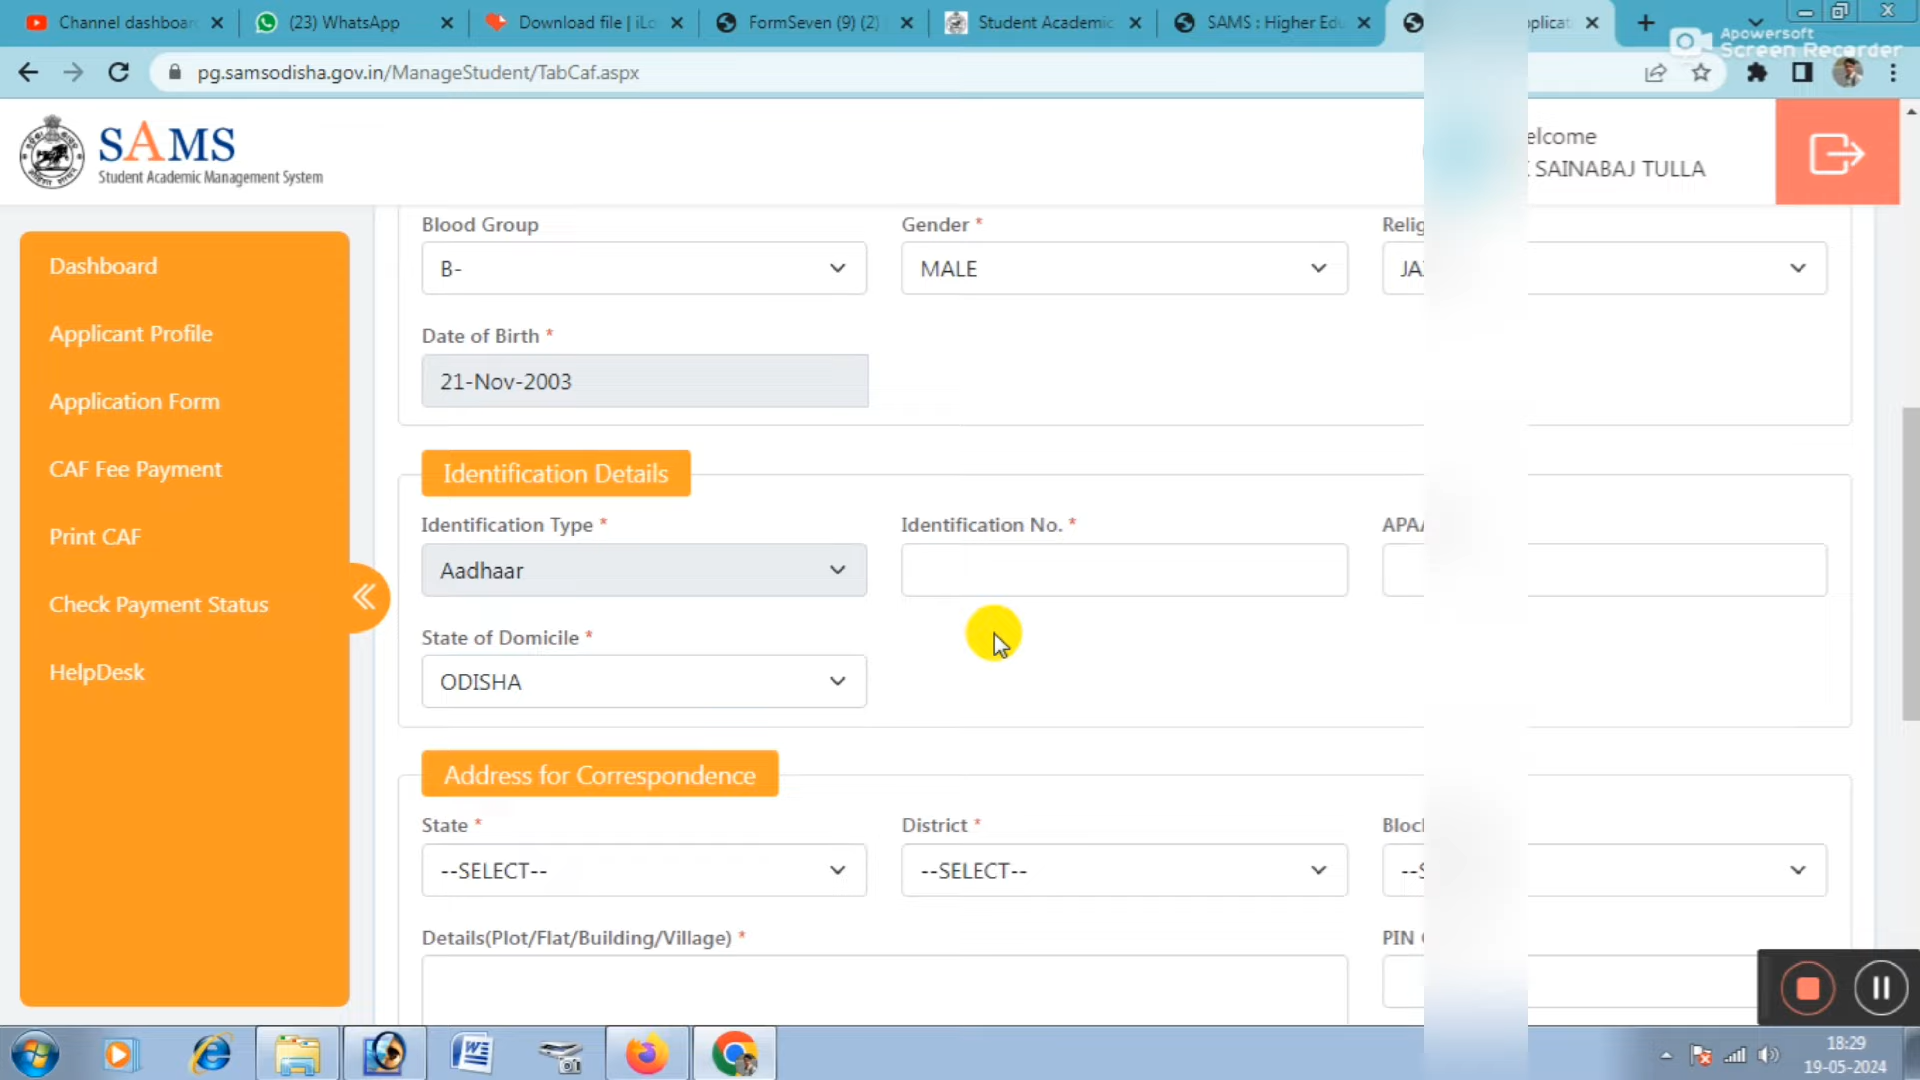 Channel dashboar
(23) WhatsApp
Download file | iLo
FormSeven (9) (2)
Student Academic
SAMS : Higher Edu
Apowersoft
Screen Recorder
pg.samsodisha.gov.in/ManageStudent/TabCaf.aspx
SAMS
Student Academic Management System
elcome
SAINABAJ TULLA
Dashboard
Applicant Profile
Application Form
CAF Fee Payment
Print CAF
Check Payment Status
HelpDesk
Blood Group
Gender *
Relig
B-
MALE
Date of Birth *
21-Nov-2003
Identification Details
Identification Type *
Identification No. *
Aadhaar
State of Domicile *
ODISHA
Address for Correspondence
State *
District *
Bloc
--SELECT--
--SELECT--
Details(Plot/Flat/Building/Village) *
PIN
18:29
19-05-2024